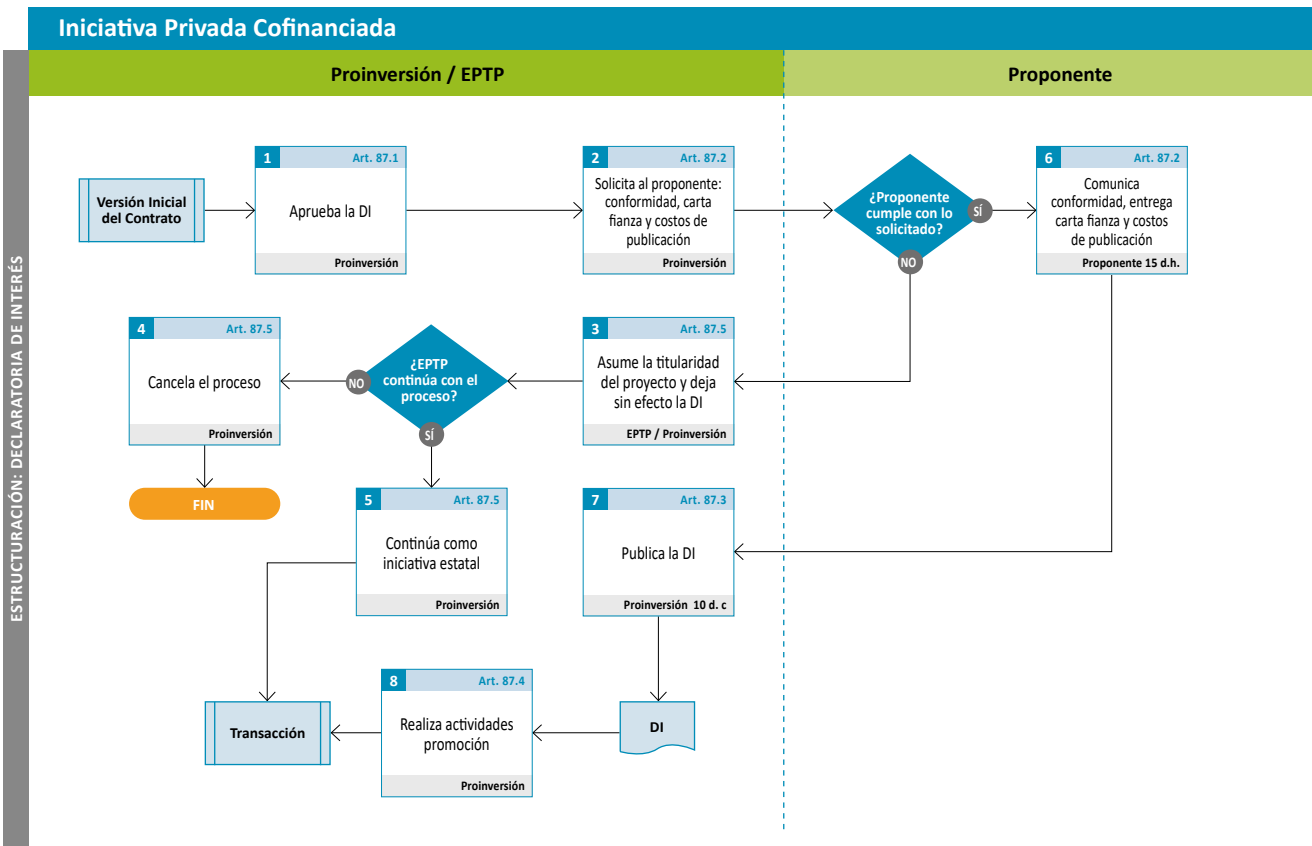 Iniciativa Privada Cofinanciada
Proinversión / EPTP
Proponente
ESTRUCTURACIÓN: DECLARATORIA DE INTERÉS
Versión Inicial
del Contrato
1
Art. 87.1
Aprueba la DI
Proinversión
2
Art. 87.2
Solicita al proponente:
conformidad, carta
fianza y costos de
publicación
Proinversión
¿Proponente
cumple con lo
solicitado?
SÍ
NO
6
Art. 87.2
Comunica
conformidad, entrega
carta fianza y costos
de publicación
Proponente 15 d.h.
4
Art. 87.5
Cancela el proceso
Proinversión
¿EPTP
continúa con el
proceso?
NO
SÍ
3
Art. 87.5
Asume la titularidad
del proyecto y deja
sin efecto la DI
EPTP / Proinversión
FIN
5
Art. 87.5
Continúa como
iniciativa estatal
Proinversión
7
Art. 87.3
Publica la DI
Proinversión 10 d. c
Transacción
8
Art. 87.4
Realiza actividades
promoción
Proinversión
DI